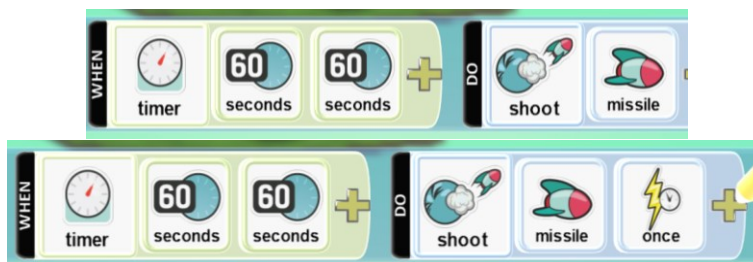 WHEN timer 60 seconds 60 seconds DO shoot missile
WHEN timer 60 seconds 60 seconds DO shoot missile once